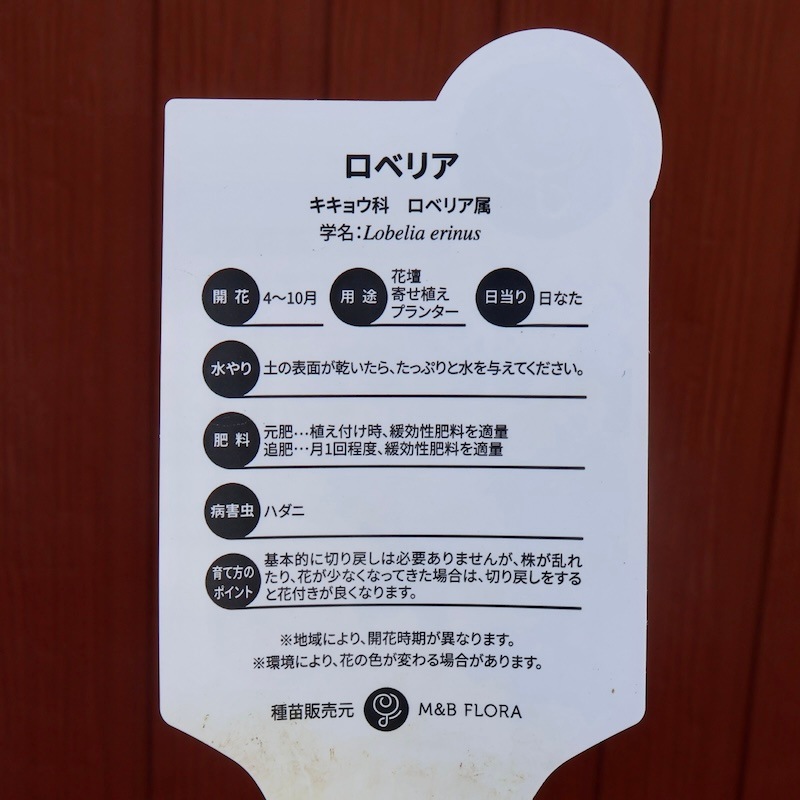 ロベリア
キキョウ科　ロベリア属
学名：Lobelia erinus
開花 4〜10月
用途 花壇
寄せ植え
プランター
日当り 日なた
水やり 土の表面が乾いたら、たっぷりと水を与えてください。
肥料 元肥…植え付け時、緩効性肥料を適量
追肥…月1回程度、緩効性肥料を適量
病害虫 ハダニ
育て方の
ポイント
基本的に切り戻しは必要ありませんが、株が乱れ
たり、花が少なくなってきた場合は、切り戻しをする
と花付きが良くなります。
※地域により、開花時期が異なります。
※環境により、花の色が変わる場合があります。
種苗販売元 M&B FLORA